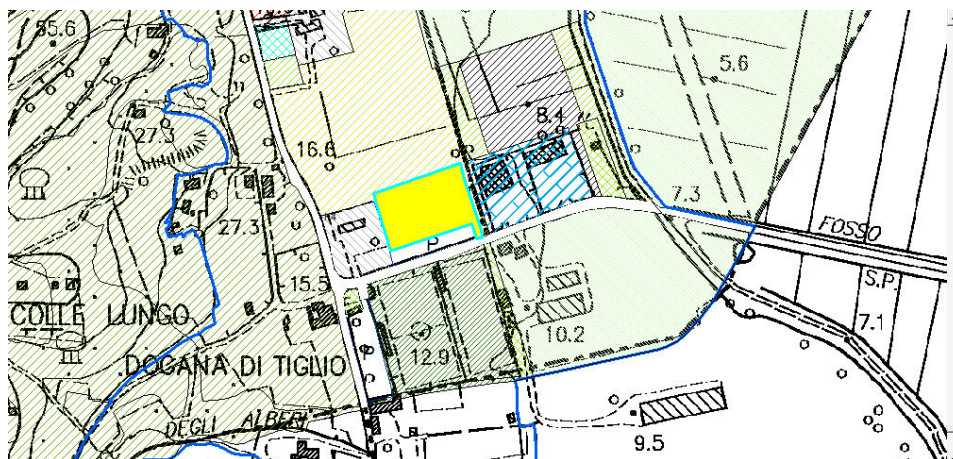 55.6
5.6
8.4
27.3
16.6
7.3
27.3
FOSSO
P
S.P.
15.5
COLLE LUNGO
7.1
10.2
P
12.9
DOGANA DI TIGLIO
DEGLI ALBERI
9.5